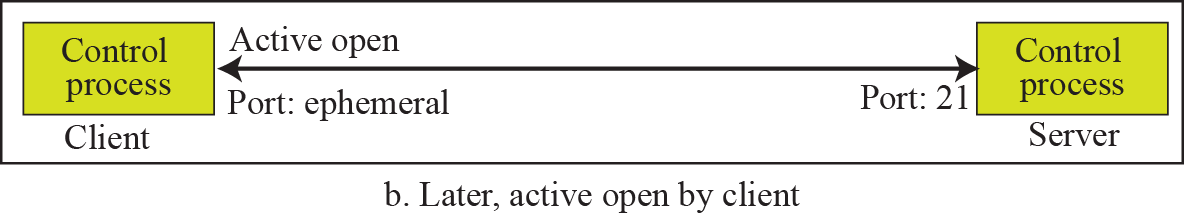 Control
process
Client
Active open
Port: ephemeral
Port: 21
Control
process
Server
b. Later, active open by client